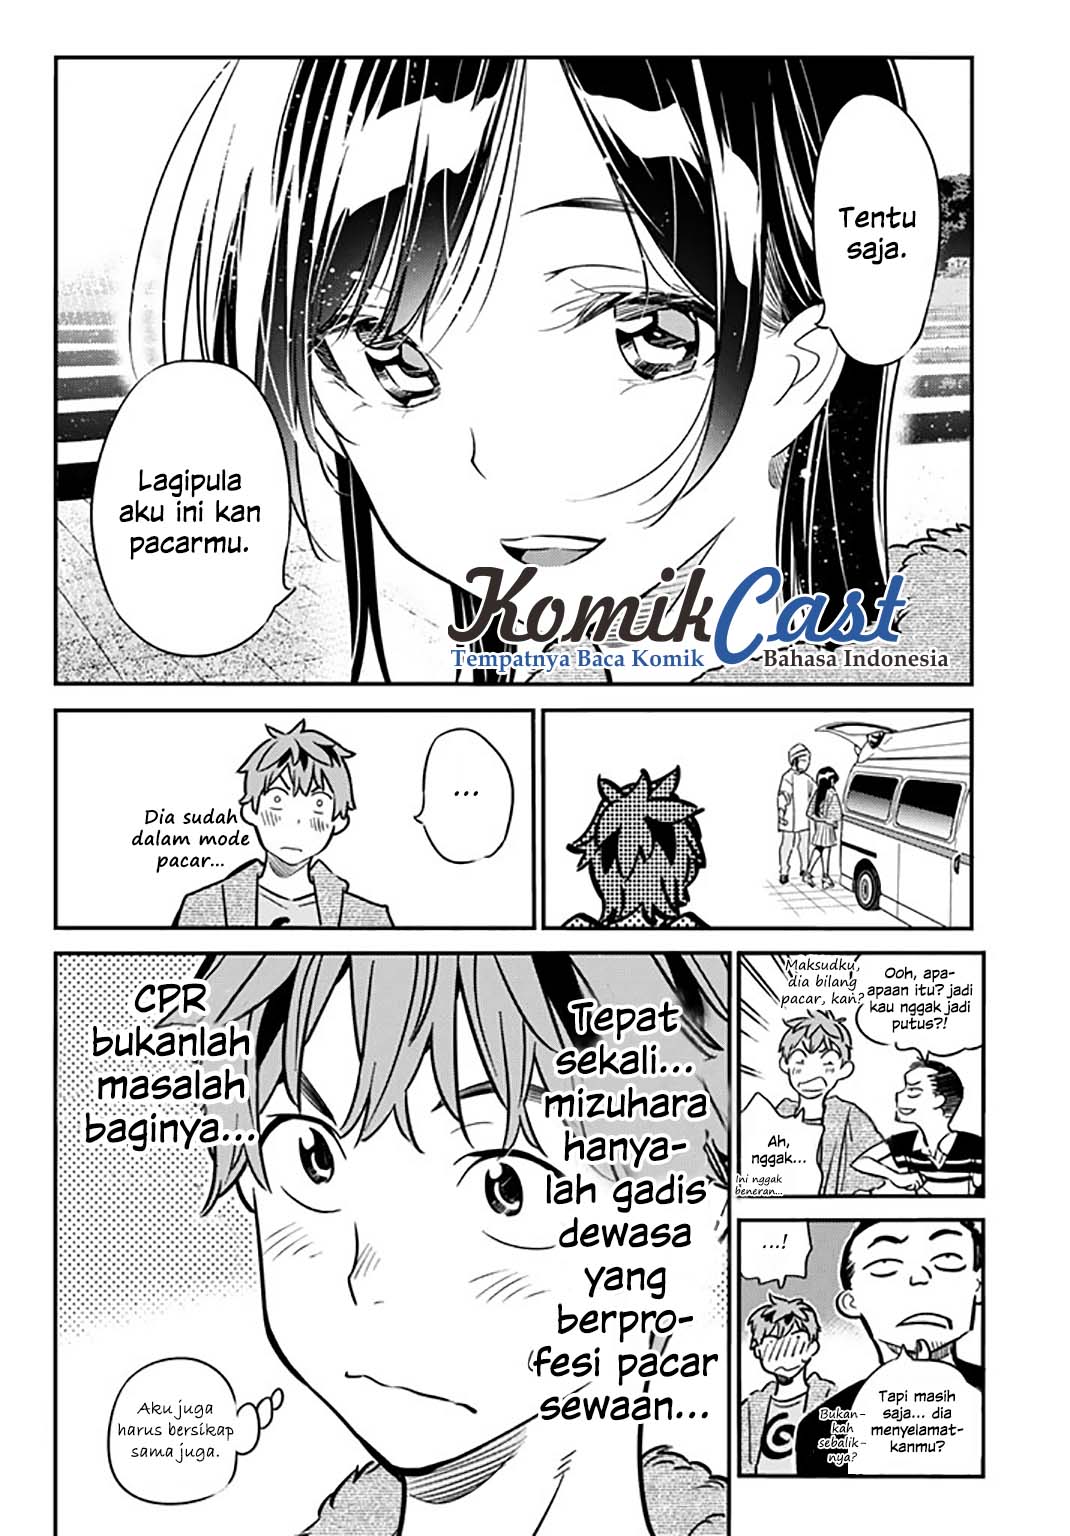 Tentu
saja.
Lagipula
aku ini kan
pacarmu.
KomikCast
Tempatnya Baca Komik
Bahasa Indonesia
...
Dia sudah
dalam mode
pacar...
Ooh, apa-
apaan itu? jadi
kau nggak jadi
putus?!
Maksudku,
dia bilang
pacar, kan?
Ah,
nggak...
Ini nggak
beneran...
...!
Tapi masih
saja... dia
menyelamat-
kanmu?
Bukan-
kah
sebalik-
nya?
Tepat
sekali...
mizuhara
hanya-
lah gadis
dewasa
yang
berpro-
fesi pacar
sewaan...
CPR
bukanlah
masalah
baginya...
Aku juga
harus bersikap
sama juga.